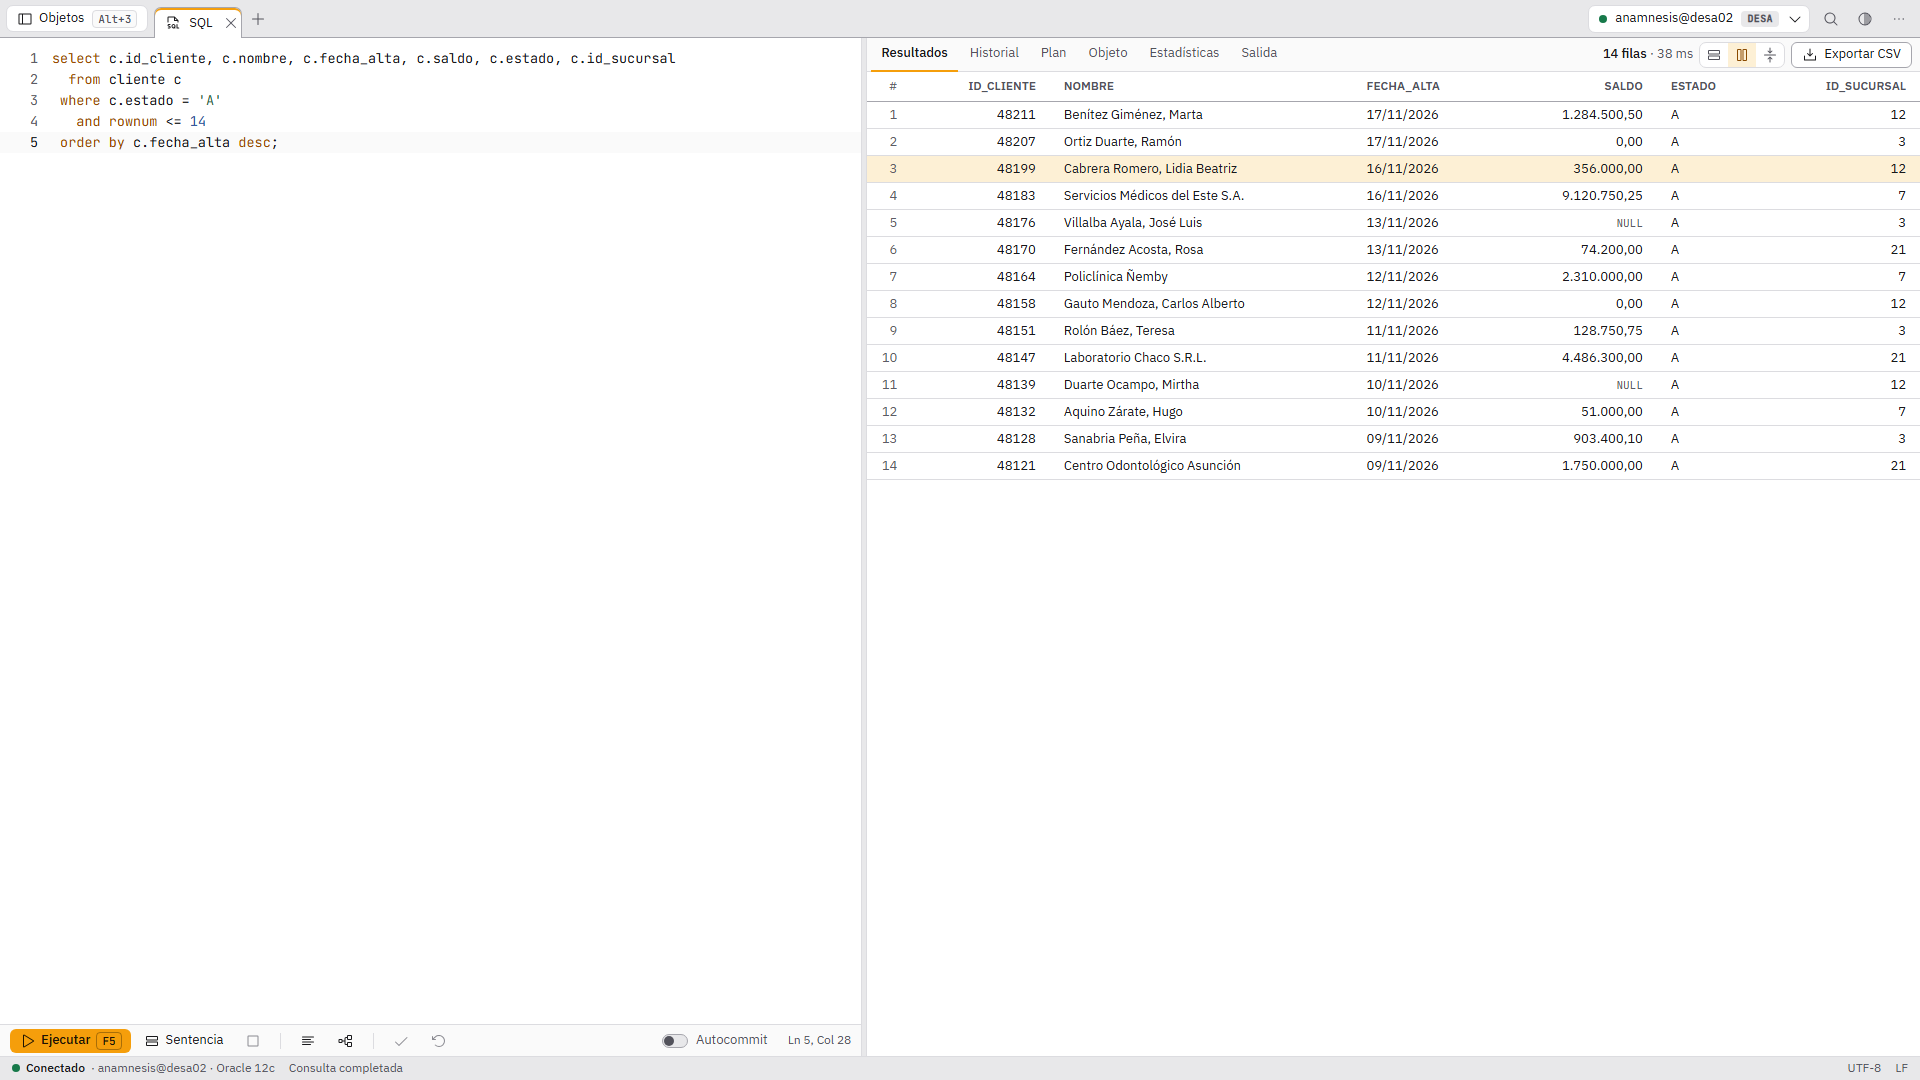 Objetos Alt+3 SQL anamnesis@desa02 DESA
1 select c.id_cliente, c.nombre, c.fecha_alta, c.saldo, c.estado, c.id_sucursal
2 from cliente c
3 where c.estado = 'A'
4 and rownum <= 14
5 order by c.fecha_alta desc;
Resultados Historial Plan Objeto Estadísticas Salida 14 filas · 38 ms Exportar CSV
# ID_CLIENTE NOMBRE FECHA_ALTA SALDO ESTADO ID_SUCURSAL
1 48211 Benítez Giménez, Marta 17/11/2026 1.284.500,50 A 12
2 48207 Ortiz Duarte, Ramón 17/11/2026 0,00 A 3
3 48199 Cabrera Romero, Lidia Beatriz 16/11/2026 356.000,00 A 12
4 48183 Servicios Médicos del Este S.A. 16/11/2026 9.120.750,25 A 7
5 48176 Villalba Ayala, José Luis 13/11/2026 NULL A 3
6 48170 Fernández Acosta, Rosa 13/11/2026 74.200,00 A 21
7 48164 Policlínica Ñemby 12/11/2026 2.310.000,00 A 7
8 48158 Gauto Mendoza, Carlos Alberto 12/11/2026 0,00 A 12
9 48151 Rolón Báez, Teresa 11/11/2026 128.750,75 A 3
10 48147 Laboratorio Chaco S.R.L. 11/11/2026 4.486.300,00 A 21
11 48139 Duarte Ocampo, Mirtha 10/11/2026 NULL A 12
12 48132 Aquino Zárate, Hugo 10/11/2026 51.000,00 A 7
13 48128 Sanabria Peña, Elvira 09/11/2026 903.400,10 A 3
14 48121 Centro Odontológico Asunción 09/11/2026 1.750.000,00 A 21
Ejecutar F5 Sentencia Autocommit Ln 5, Col 28
Conectado · anamnesis@desa02 · Oracle 12c Consulta completada UTF-8 LF